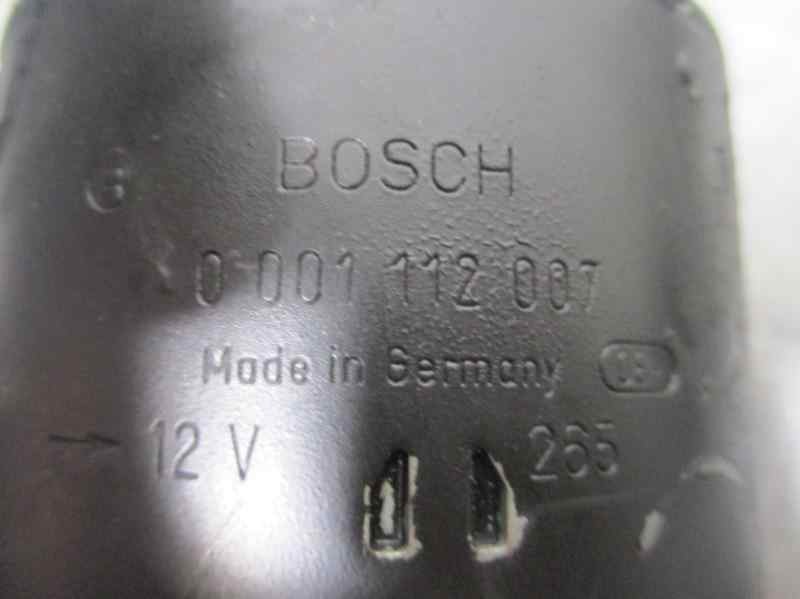 BOSCH
0 001 112 007
Made in Germany
→ 12 V 265